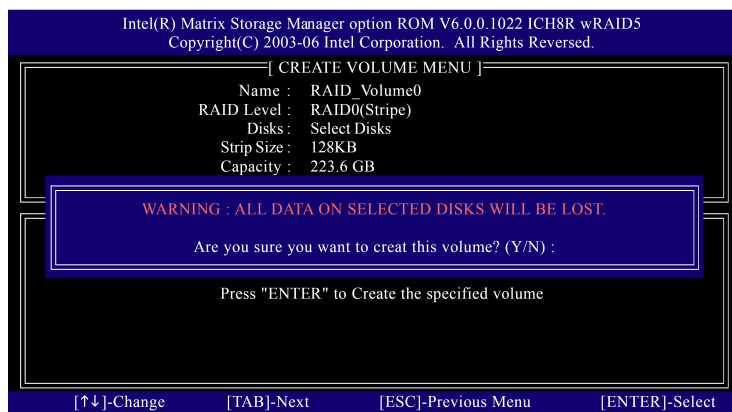 Intel(R) Matrix Storage Manager option ROM V6.0.0.1022 ICH8R wRAID5
Copyright(C) 2003-06 Intel Corporation. All Rights Reversed.
[ CREATE VOLUME MENU ]
Name : RAID_Volume0
RAID Level : RAID0(Stripe)
Disks : Select Disks
Strip Size : 128KB
Capacity : 223.6 GB
WARNING : ALL DATA ON SELECTED DISKS WILL BE LOST.
Are you sure you want to creat this volume? (Y/N) :
Press "ENTER" to Create the specified volume
[↑↓]-Change [TAB]-Next [ESC]-Previous Menu [ENTER]-Select